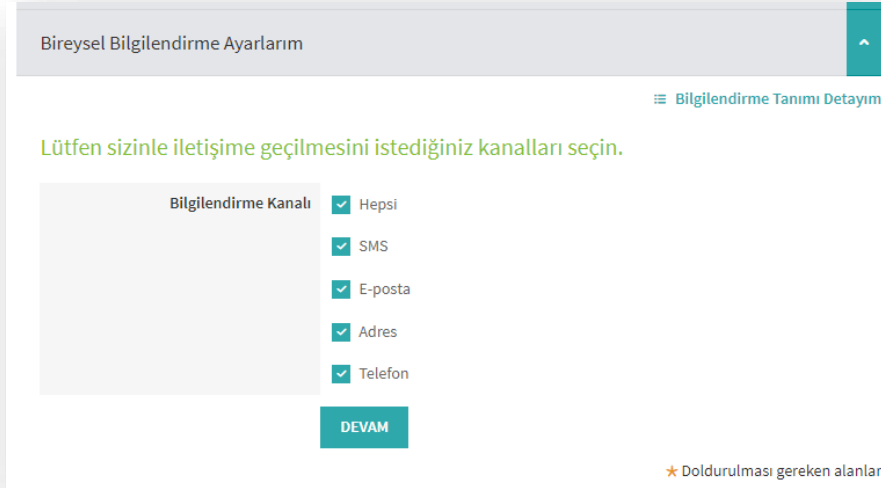 Bireysel Bilgilendirme Ayarlarım
Bilgilendirme Tanımı Detayım
Lütfen sizinle iletişime geçilmesini istediğiniz kanalları seçin.
Bilgilendirme Kanalı
Hepsi
SMS
E-posta
Adres
Telefon
DEVAM
Doldurulması gereken alanlar